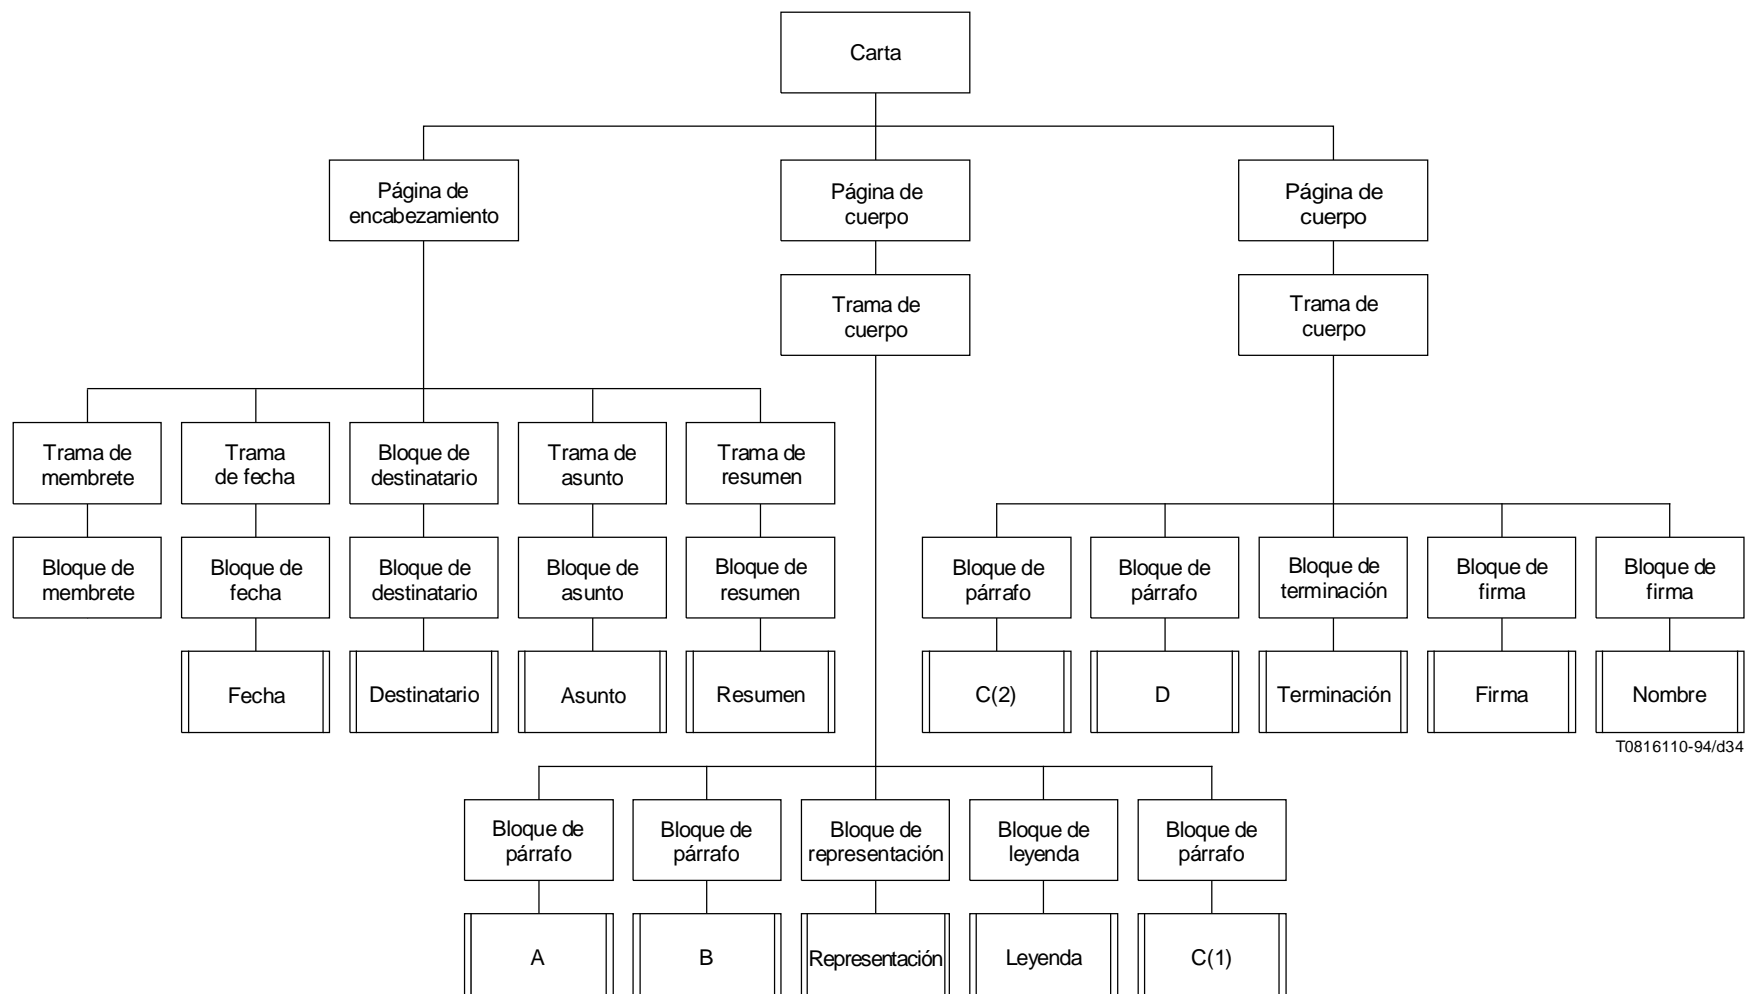 Carta
Página de
encabezamiento
Página de
cuerpo
Página de
cuerpo
Trama de
cuerpo
Trama de
cuerpo
Trama de
membrete
Trama
de fecha
Bloque de
destinatario
Trama de
asunto
Trama de
resumen
Bloque de
membrete
Bloque de
fecha
Bloque de
destinatario
Bloque de
asunto
Bloque de
resumen
Bloque de
párrafo
Bloque de
párrafo
Bloque de
terminación
Bloque de
firma
Bloque de
firma
Fecha
Destinatario
Asunto
Resumen
C(2)
D
Terminación
Firma
Nombre
T0816110-94/d34
Bloque de
párrafo
Bloque de
párrafo
Bloque de
representación
Bloque de
leyenda
Bloque de
párrafo
A
B
Representación
Leyenda
C(1)